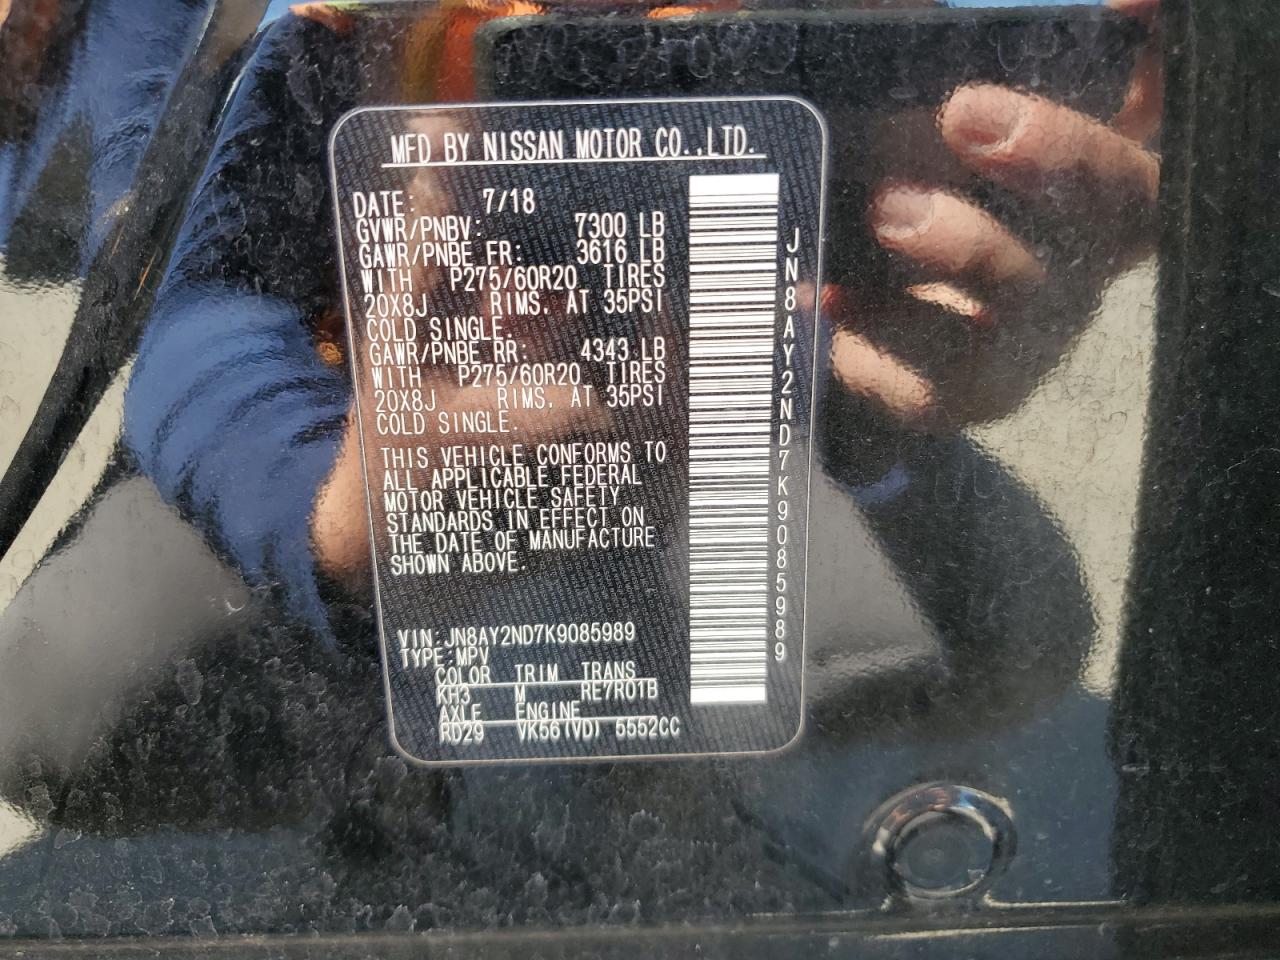 MFD BY NISSAN MOTOR CO.,LTD.
DATE: 7/18
GVWR/PNBV: 7300 LB
GAWR/PNBE FR: 3616 LB
WITH P275/60R20 TIRES
20X8J RIMS, AT 35PSI
COLD SINGLE.
GAWR/PNBE RR: 4343 LB
WITH P275/60R20 TIRES
20X8J RIMS, AT 35PSI
COLD SINGLE.
THIS VEHICLE CONFORMS TO
ALL APPLICABLE FEDERAL
MOTOR VEHICLE SAFETY
STANDARDS IN EFFECT ON
THE DATE OF MANUFACTURE
SHOWN ABOVE.
VIN:JN8AY2ND7K9085989
TYPE:MPV
COLOR TRIM TRANS
KH3 M RE7R01B
AXLE ENGINE
RD29 VK56(VD) 5552CC
JN8AY2ND7K9085989